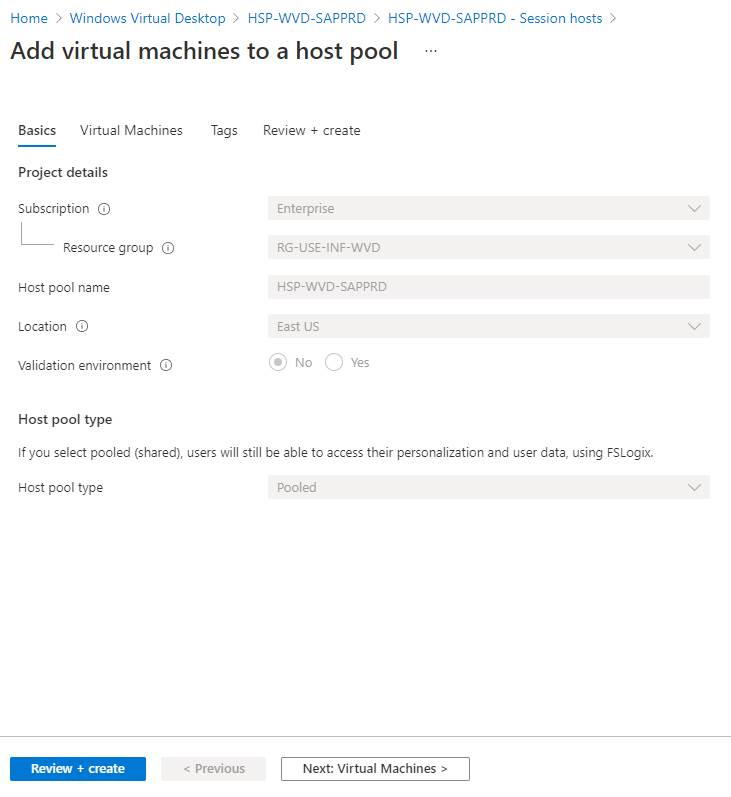 Home > Windows Virtual Desktop > HSP-WVD-SAPPRD > HSP-WVD-SAPPRD - Session hosts >
Add virtual machines to a host pool ...
Basics Virtual Machines Tags Review + create
Project details
Subscription Enterprise
Resource group RG-USE-INF-WVD
Host pool name HSP-WVD-SAPPRD
Location East US
Validation environment No Yes
Host pool type
If you select pooled (shared), users will still be able to access their personalization and user data, using FSLogix.
Host pool type Pooled
Review + create < Previous Next: Virtual Machines >